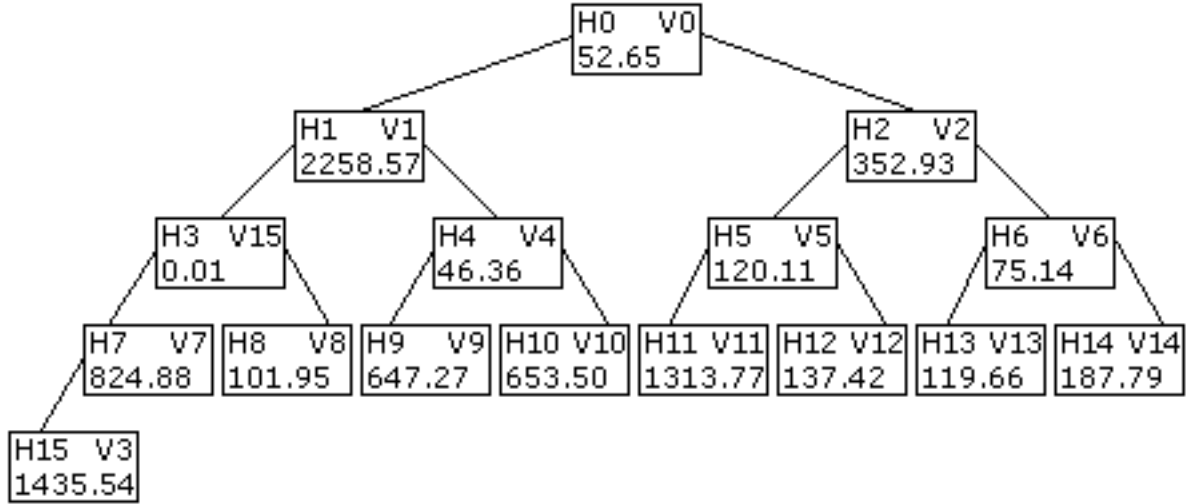 H0 V0
52.65
H1 V1
2258.57
H2 V2
352.93
H3 V15
0.01
H4 V4
46.36
H5 V5
120.11
H6 V6
75.14
H7 V7
824.88
H8 V8
101.95
H9 V9
647.27
H10 V10
653.50
H11 V11
1313.77
H12 V12
137.42
H13 V13
119.66
H14 V14
187.79
H15 V3
1435.54